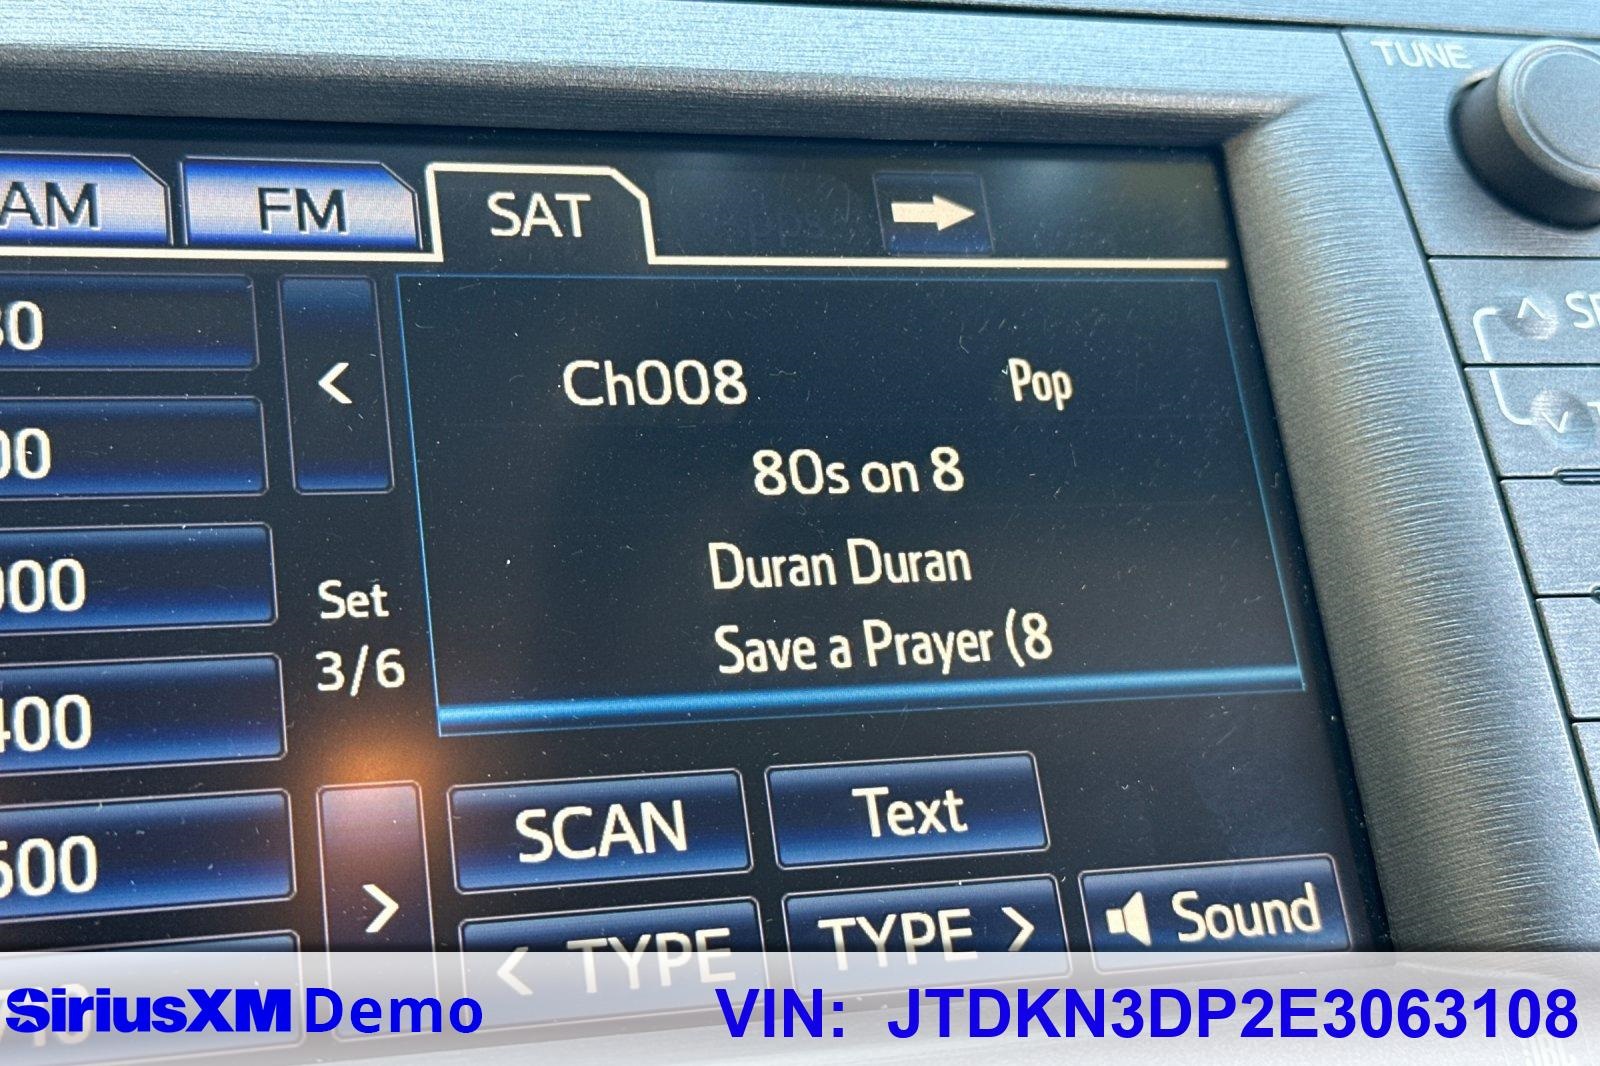 TUNE
AM
FM
SAT
Ch008
Pop
80s on 8
Duran Duran
Save a Prayer (8
Set
3/6
<
>
SCAN
Text
< TYPE
TYPE >
Sound
SiriusXM Demo
VIN: JTDKN3DP2E3063108